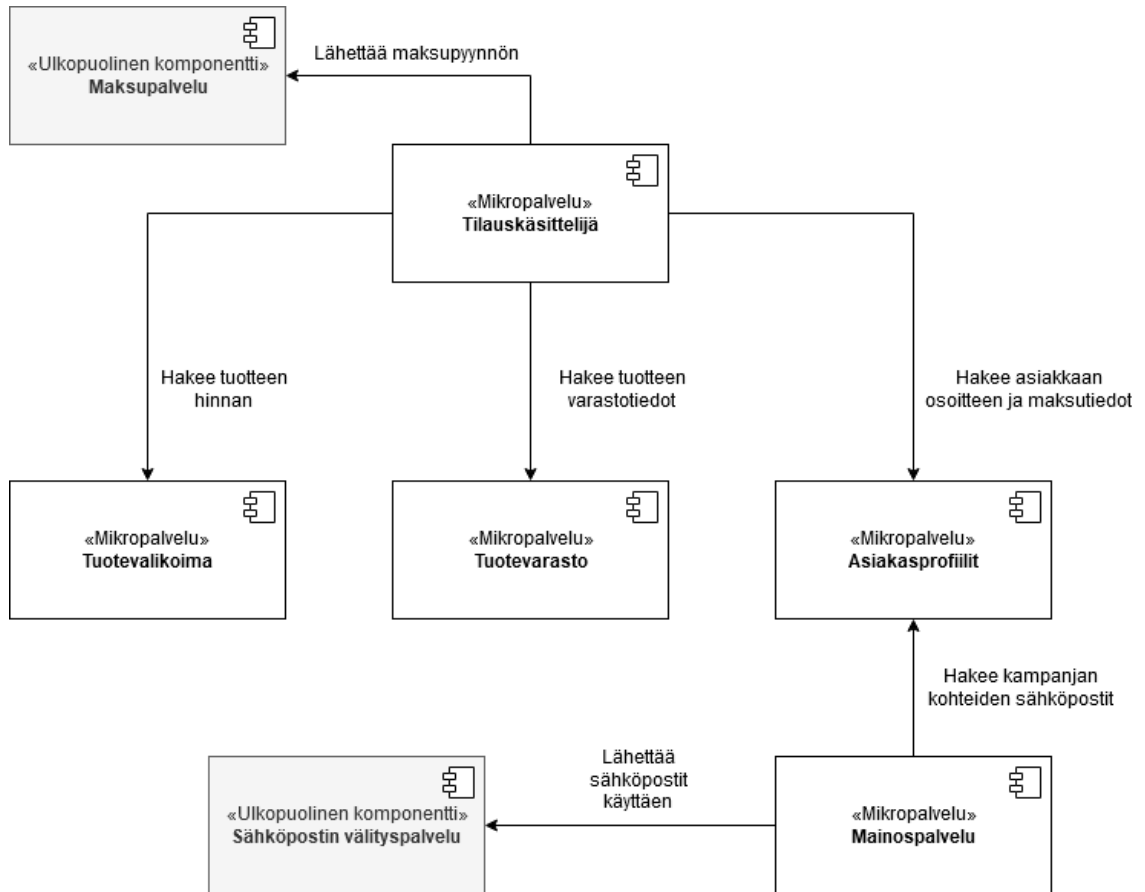 «Ulkopuolinen komponentti»
Maksupalvelu
Lähettää maksupyynnön
«Mikropalvelu»
Tilauskäsittelijä
Hakee tuotteen
hinnan
Hakee tuotteen
varastotiedot
Hakee asiakkaan
osoitteen ja maksutiedot
«Mikropalvelu»
Tuotevalikoima
«Mikropalvelu»
Tuotevarasto
«Mikropalvelu»
Asiakasprofiilit
Hakee kampanjan
kohteiden sähköpostit
Lähettää
sähköpostit
käyttäen
«Ulkopuolinen komponentti»
Sähköpostin välityspalvelu
«Mikropalvelu»
Mainospalvelu